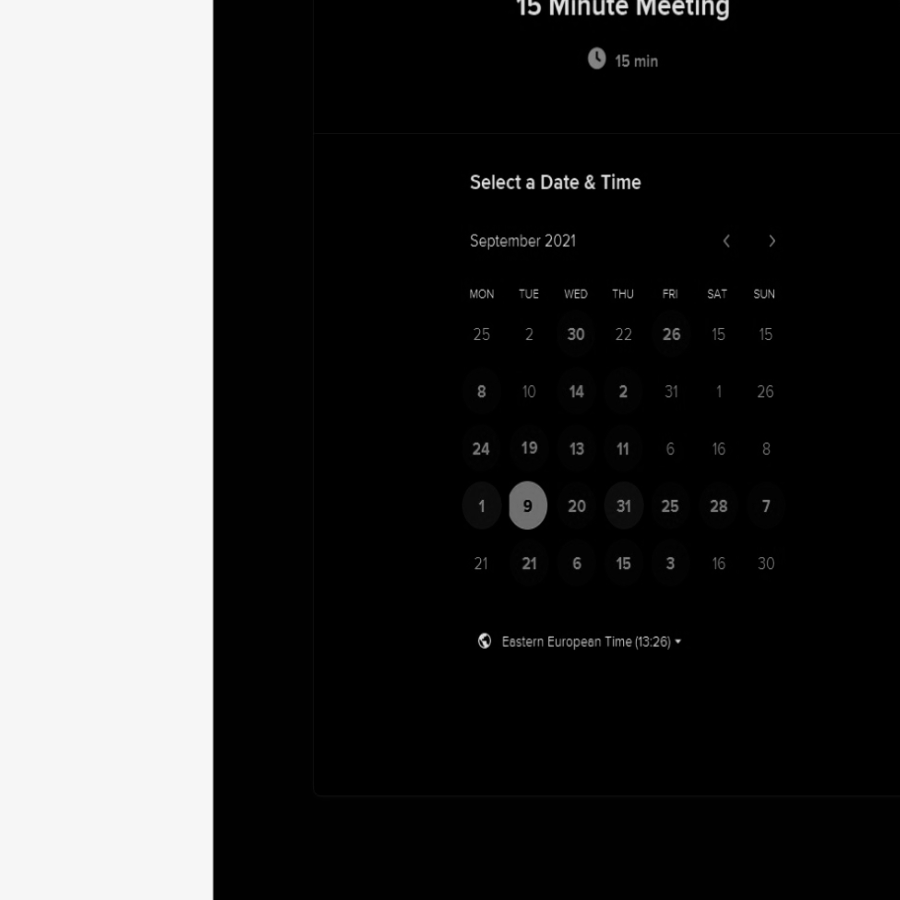 15 Minute Meeting
15 min
Select a Date & Time
September 2021
MON TUE WED THU FRI SAT SUN
25 2 30 22 26 15 15
8 10 14 2 31 1 26
24 19 13 11 6 16 8
1 9 20 31 25 28 7
21 21 6 15 3 16 30
Eastern European Time (13:26)